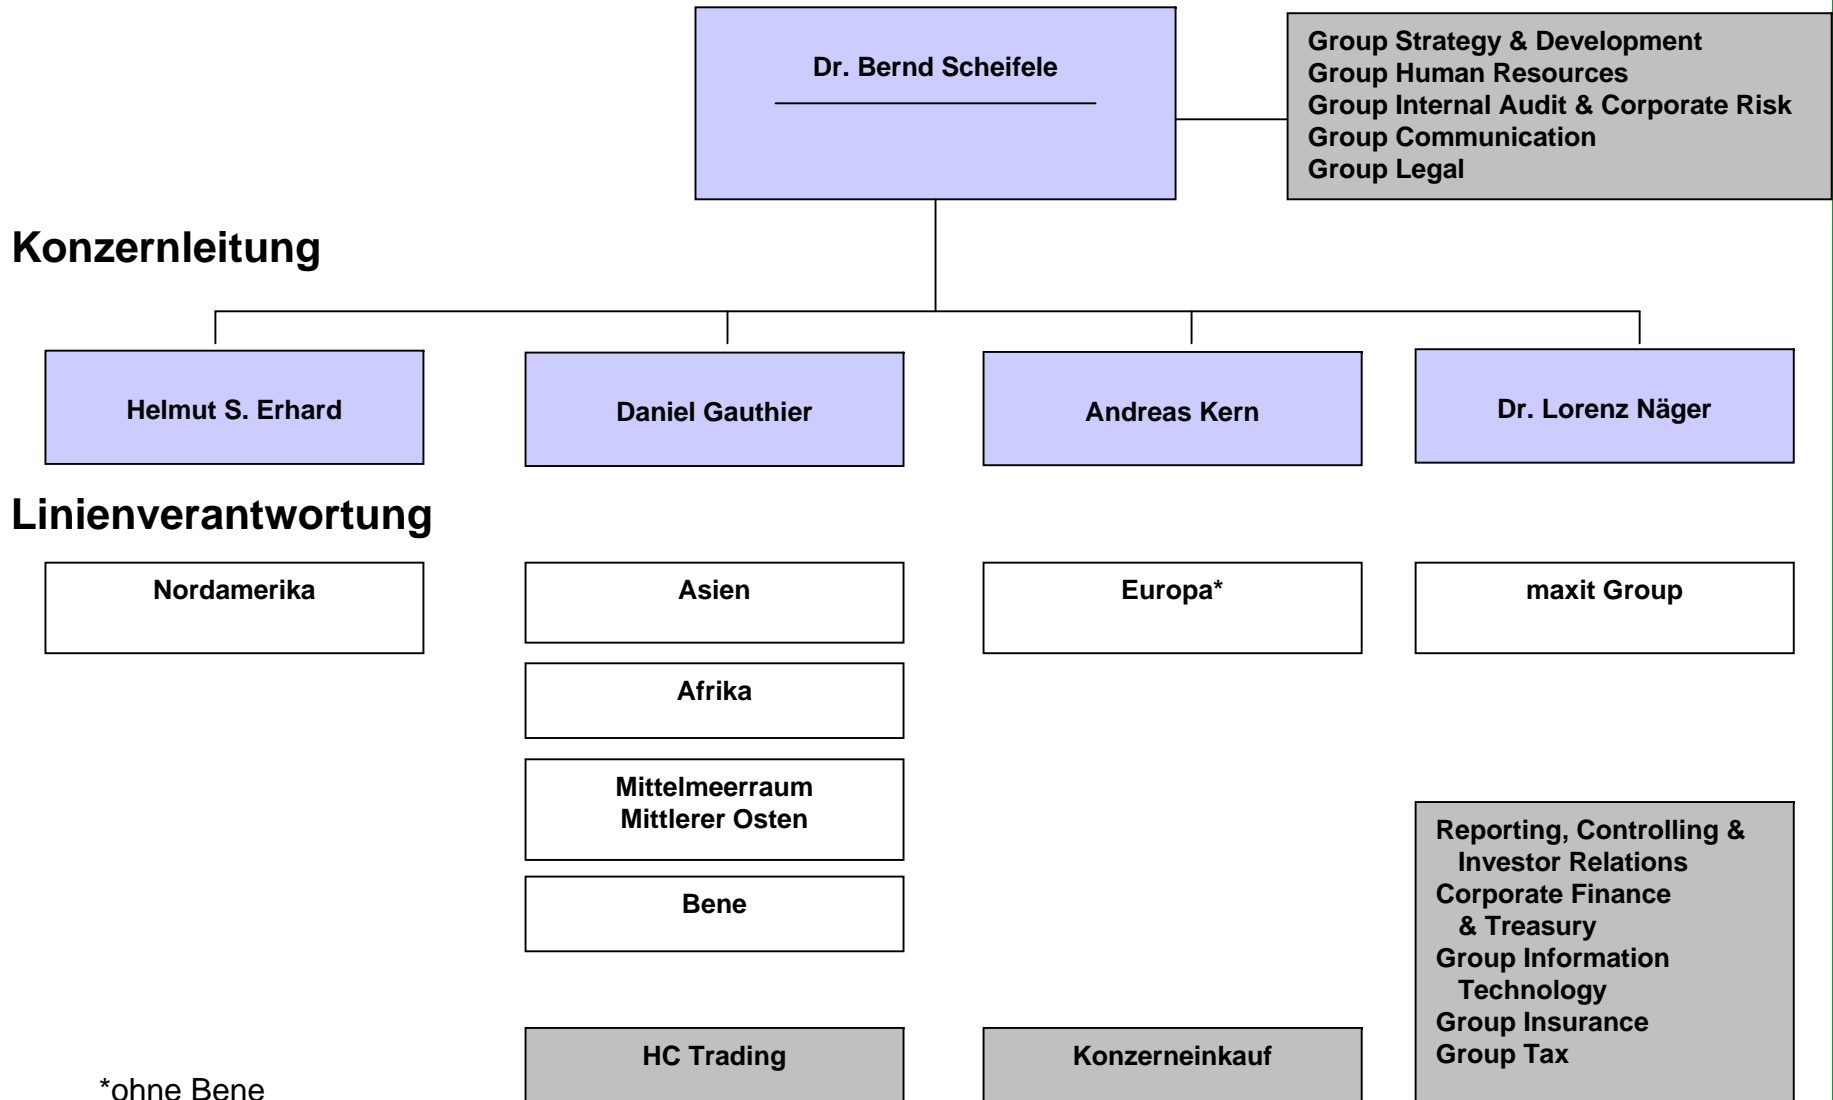 Dr. Bernd Scheifele
Group Strategy & Development
Group Human Resources
Group Internal Audit & Corporate Risk
Group Communication
Group Legal
Konzernleitung
Helmut S. Erhard
Daniel Gauthier
Andreas Kern
Dr. Lorenz Näger
Linienverantwortung
Nordamerika
Asien
Europa*
maxit Group
Afrika
Mittelmeerraum
Mittlerer Osten
Bene
Reporting, Controlling &
Investor Relations
Corporate Finance
& Treasury
Group Information
Technology
Group Insurance
Group Tax
HC Trading
Konzerneinkauf
*ohne Bene